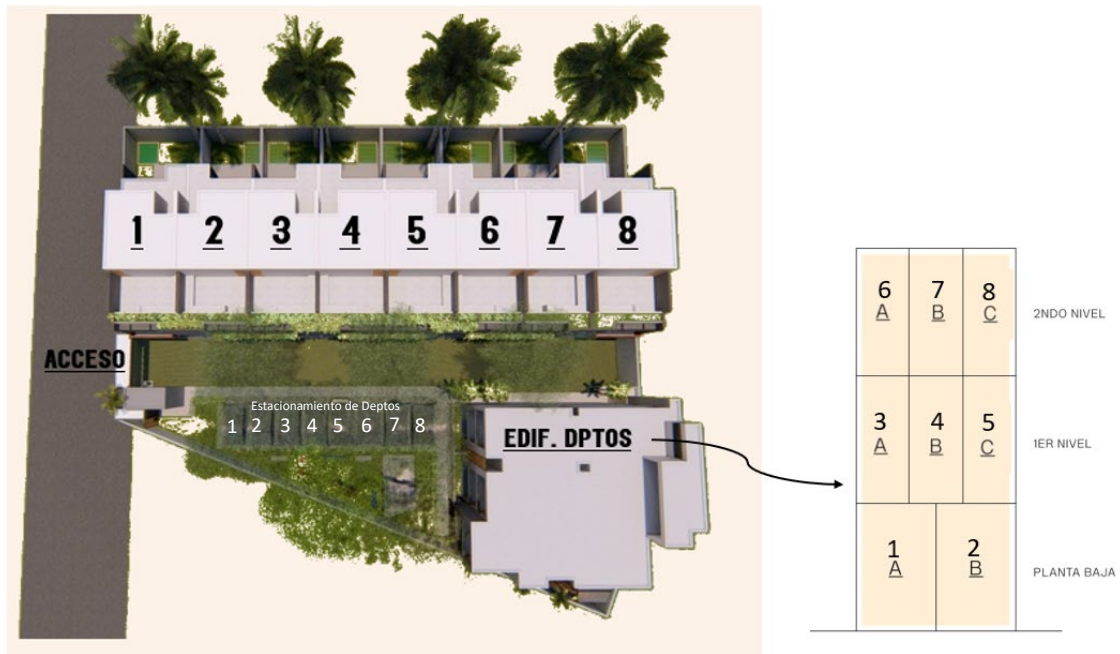 1 2 3 4 5 6 7 8
ACCESO
Estacionamiento de Deptos
1 2 3 4 5 6 7 8
EDIF. DPTOS
6 7 8
A B C
2NDO NIVEL
3 4 5
A B C
1ER NIVEL
1 2
A B
PLANTA BAJA